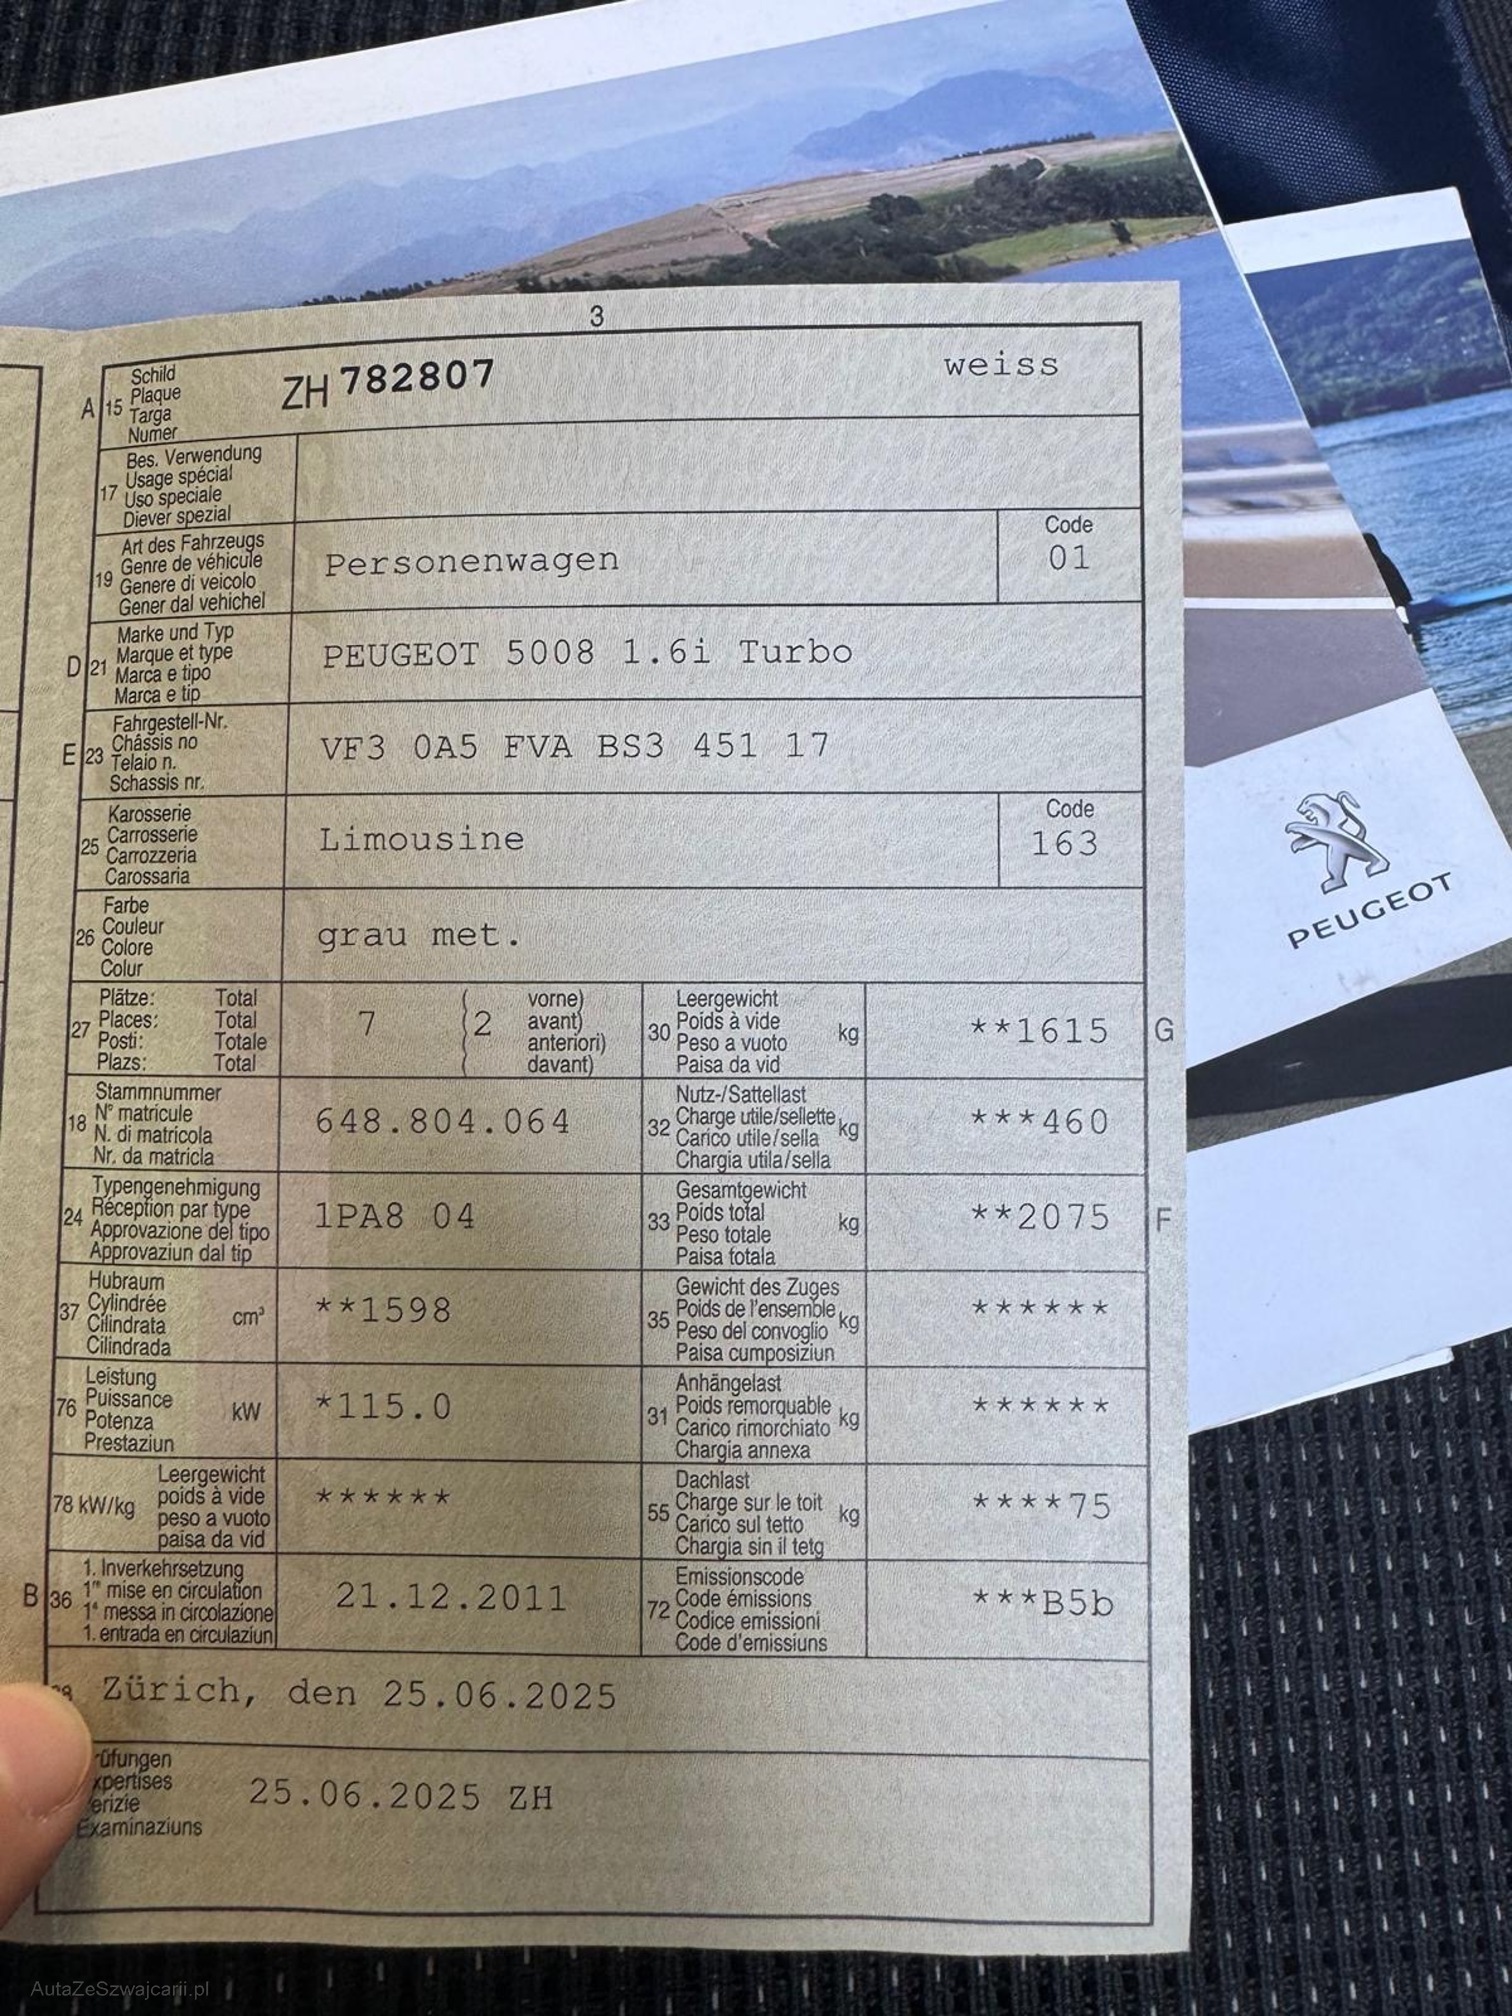 3
A 15 Schild Plaque Targa Numer ZH 782807 weiss
17 Bes. Verwendung
Usage spécial
Uso speciale
Diever spezial
19 Art des Fahrzeugs
Genre de véhicule
Genere di veicolo
Gener dal vehichel
Personenwagen
Code
01
D 21 Marke und Typ
Marque et type
Marca e tipo
Marca e tip
PEUGEOT 5008 1.6i Turbo
E 23 Fahrgestell-Nr.
Châssis no
Telaio n.
Schassis nr.
VF3 0A5 FVA BS3 451 17
25 Karosserie
Carrosserie
Carrozzeria
Carossaria
Limousine
Code
163
26 Farbe
Couleur
Colore
Colur
grau met.
27 Plätze: Total
Places: Total
Posti: Totale
Plazs: Total
7 ( 2 vorne)
avant)
anteriori)
davant)
30 Leergewicht
Poids à vide
Peso a vuoto
Paisa da vid
kg **1615 G
18 Stammnummer
N° matricule
N. di matricola
Nr. da matricla
648.804.064
32 Nutz-/Sattellast
Charge utile/sellette
Carico utile/sella
Chargia utila/sella
kg ***460
24 Typengenehmigung
Réception par type
Approvazione del tipo
Approvaziun dal tip
1PA8 04
33 Gesamtgewicht
Poids total
Peso totale
Paisa totala
kg **2075 F
37 Hubraum
Cylindrée
Cilindrata
Cilindrada
cm³ **1598
35 Gewicht des Zuges
Poids de l'ensemble
Peso del convoglio
Paisa cumposiziun
kg ******
76 Leistung
Puissance
Potenza
Prestaziun
kW *115.0
31 Anhängelast
Poids remorquable
Carico rimorchiato
Chargia annexa
kg ******
78 kW/kg Leergewicht
poids à vide
peso a vuoto
paisa da vid
******
55 Dachlast
Charge sur le toit
Carico sul tetto
Chargia sin il tetg
kg ****75
B 36 1. Inverkehrsetzung
1re mise en circulation
1a messa in circolazione
1. entrada en circulaziun
21.12.2011
72 Emissionscode
Code émissions
Codice emissioni
Code d'emissiuns
***B5b
Zürich, den 25.06.2025
rüfungen
xpertises
erizie
Examinaziuns
25.06.2025 ZH
PEUGEOT
AutaZeSzwajcarii.pl